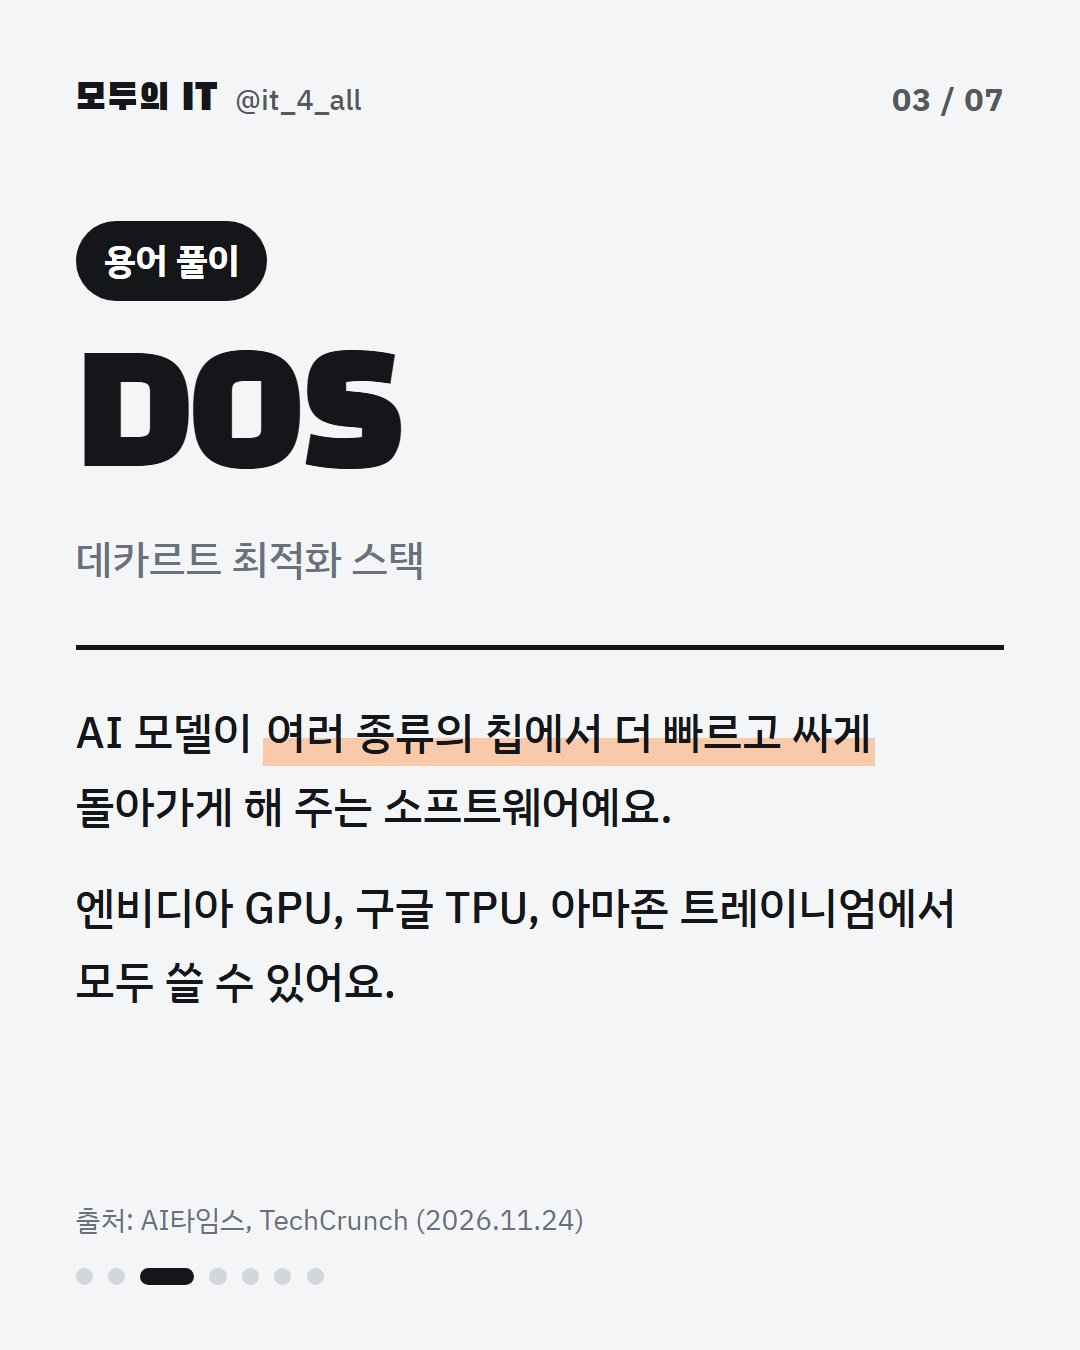 모두의 IT @it_4_all 03 / 07
용어 풀이
DOS
데카르트 최적화 스택
AI 모델이 여러 종류의 칩에서 더 빠르고 싸게
돌아가게 해 주는 소프트웨어예요.
엔비디아 GPU, 구글 TPU, 아마존 트레이니엄에서
모두 쓸 수 있어요.
출처: AI타임스, TechCrunch (2026.11.24)